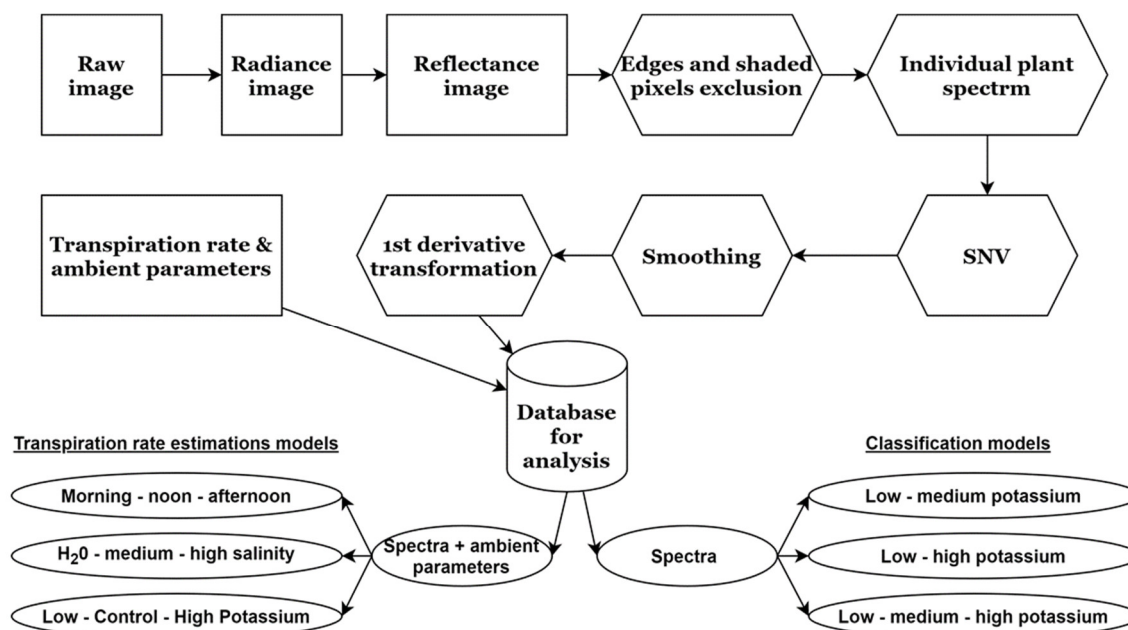 Raw
image
Radiance
image
Reflectance
image
Edges and shaded
pixels exclusion
Individual plant
spectrm
Transpiration rate &
ambient parameters
1st derivative
transformation
Smoothing
SNV
Database
for
analysis
Transpiration rate estimations models
Morning - noon - afternoon
H₂0 - medium - high salinity
Low - Control - High Potassium
Spectra + ambient
parameters
Spectra
Classification models
Low - medium potassium
Low - high potassium
Low - medium - high potassium